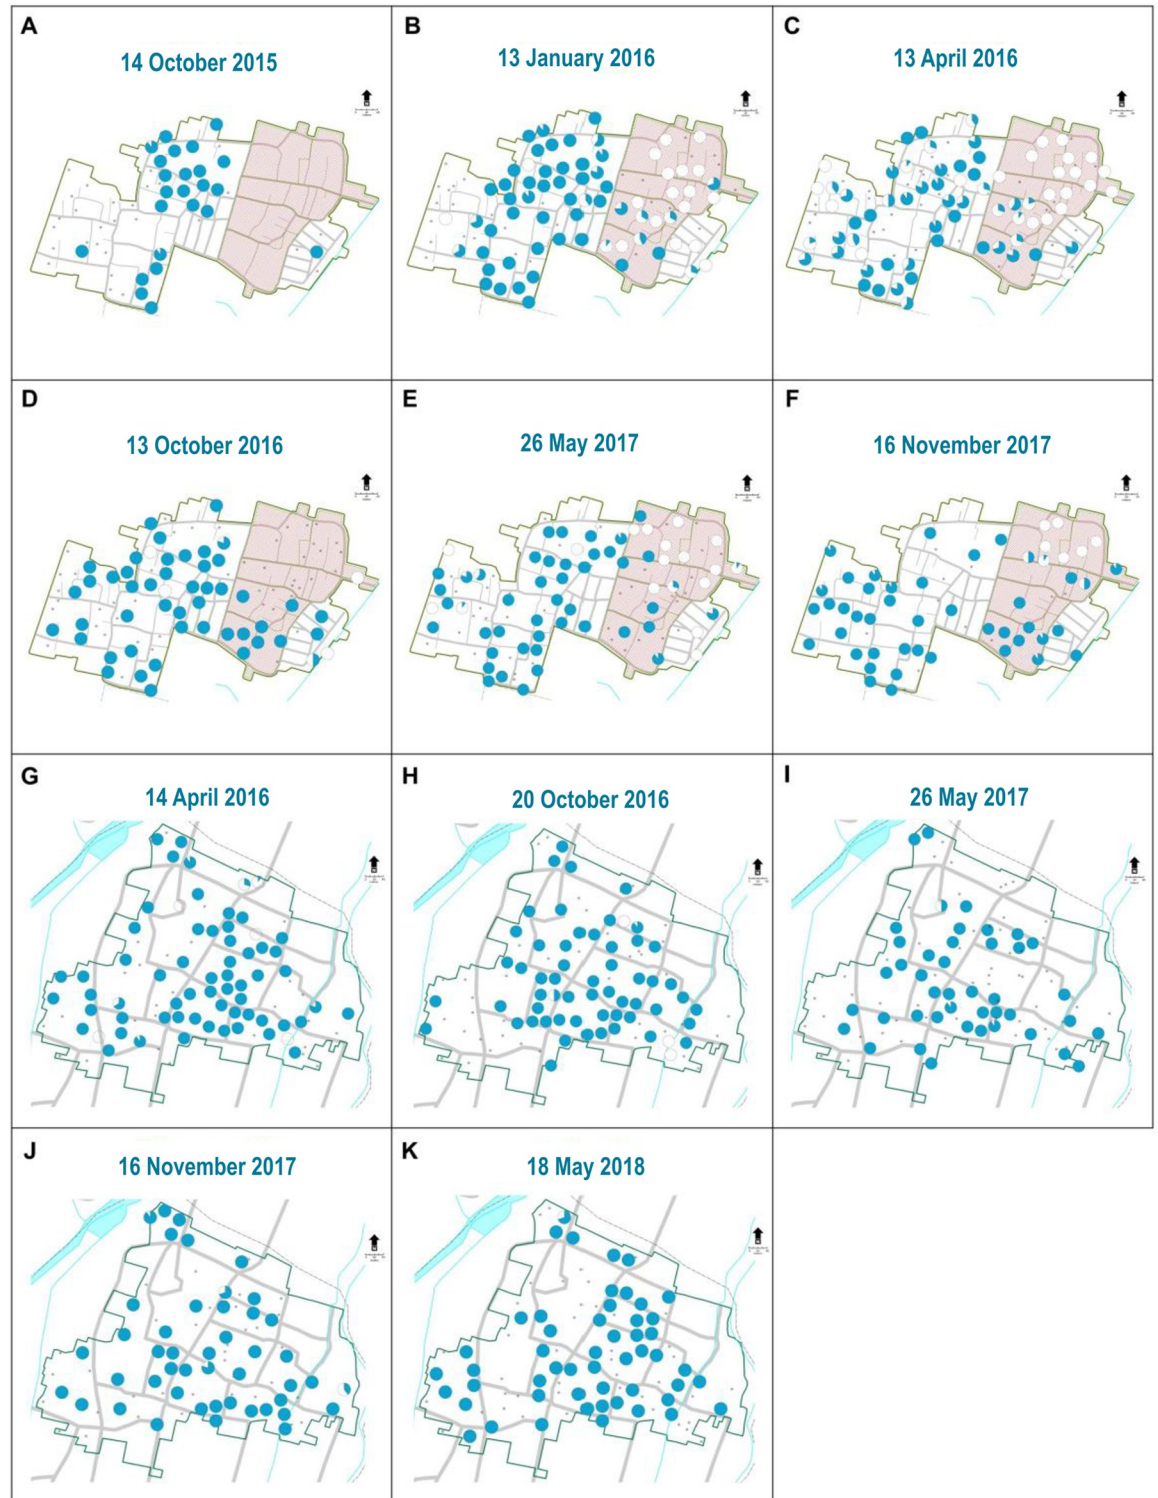 A
14 October 2015
B
13 January 2016
C
13 April 2016
D
13 October 2016
E
26 May 2017
F
16 November 2017
G
14 April 2016
H
20 October 2016
I
26 May 2017
J
16 November 2017
K
18 May 2018